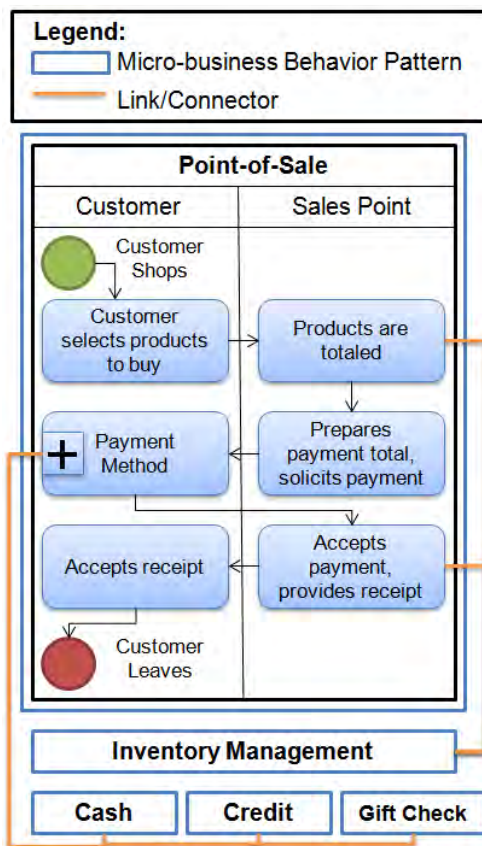 Legend:
Micro-business Behavior Pattern
Link/Connector
Point-of-Sale
Customer
Sales Point
Customer
Shops
Customer
selects products
to buy
Products are
totaled
Payment
Method
Prepares
payment total,
solicits payment
Accepts receipt
Accepts
payment,
provides receipt
Customer
Leaves
Inventory Management
Cash
Credit
Gift Check